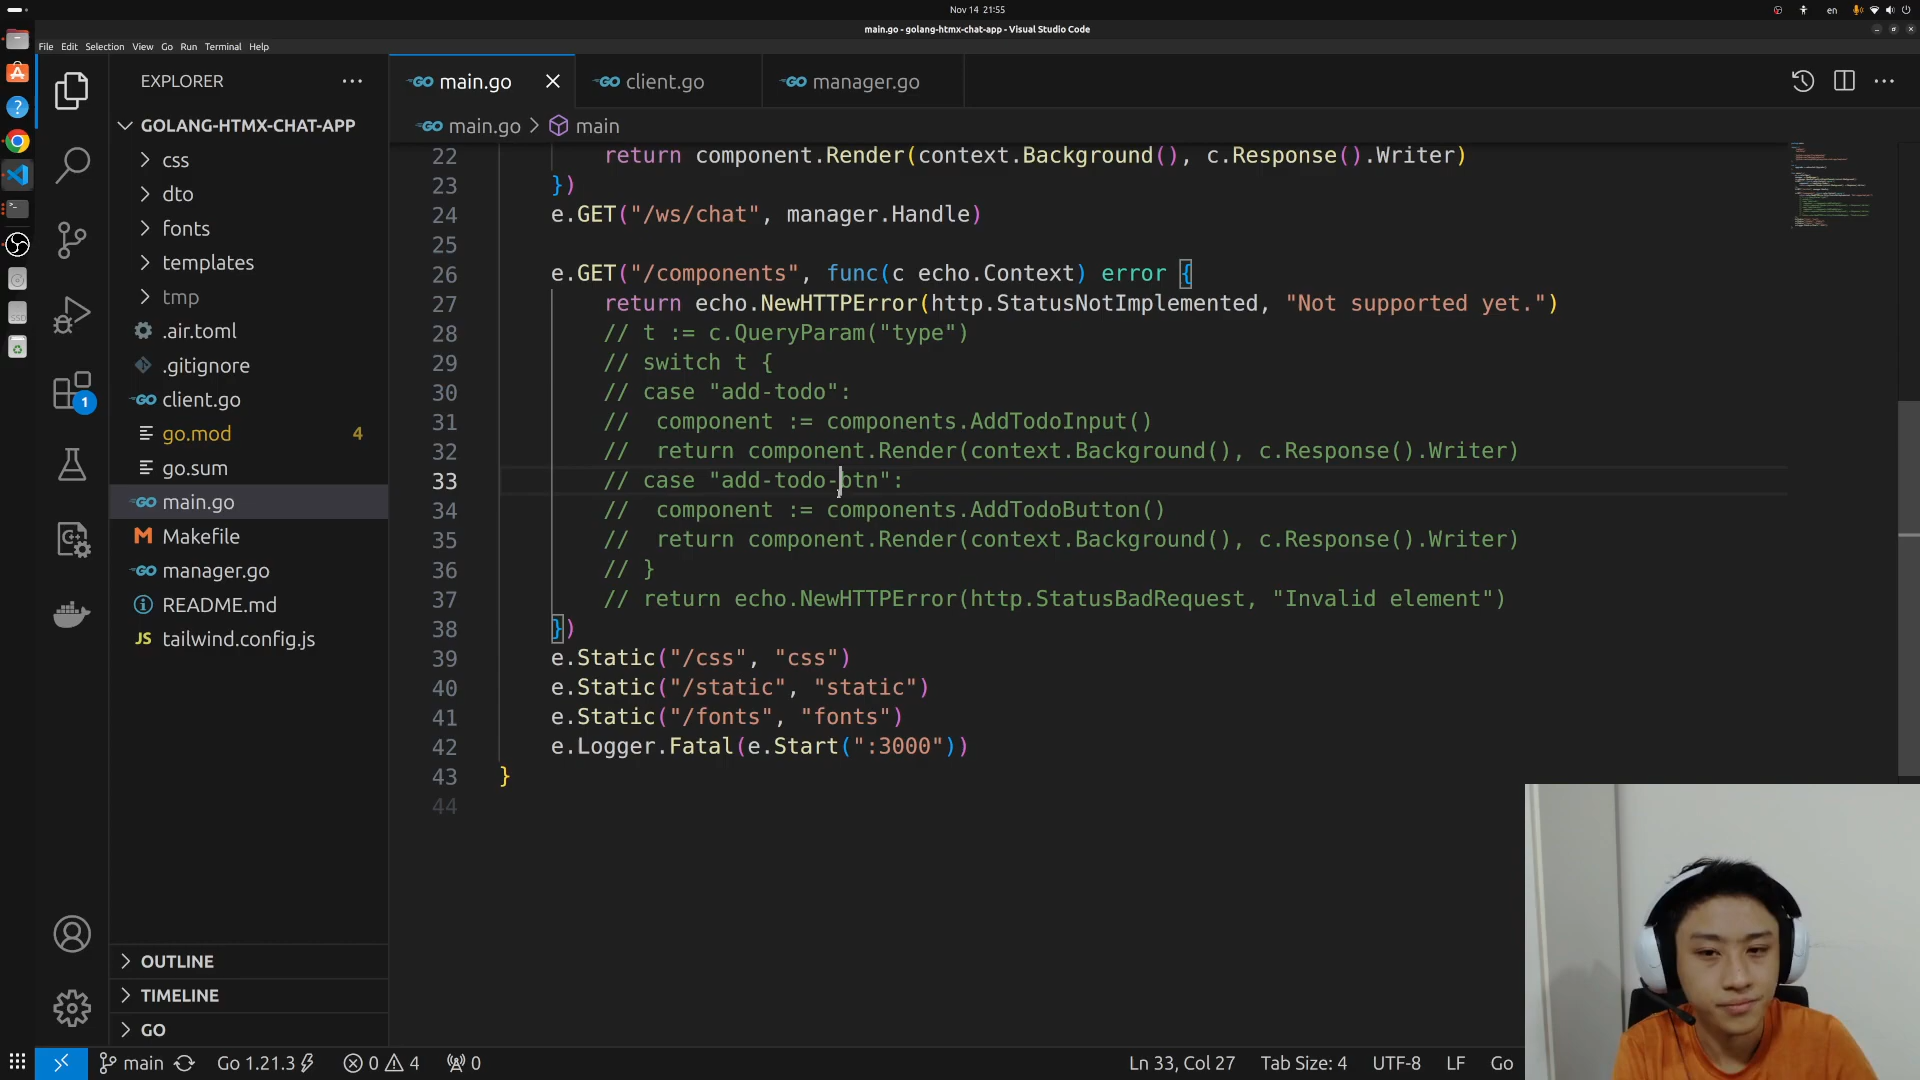 Nov 14 21:55
en
main.go - golang-htmx-chat-app - Visual Studio Code
File Edit Selection View Go Run Terminal Help
EXPLORER
GOLANG-HTMX-CHAT-APP
css
dto
fonts
templates
tmp
.air.toml
.gitignore
client.go
go.mod 4
go.sum
main.go
Makefile
manager.go
README.md
JS tailwind.config.js
OUTLINE
TIMELINE
GO
1
main.go client.go manager.go
main.go > main
22 return component.Render(context.Background(), c.Response().Writer)
23 })
24 e.GET("/ws/chat", manager.Handle)
25
26 e.GET("/components", func(c echo.Context) error {
27 return echo.NewHTTPError(http.StatusNotImplemented, "Not supported yet.")
28 // t := c.QueryParam("type")
29 // switch t {
30 // case "add-todo":
31 // component := components.AddTodoInput()
32 // return component.Render(context.Background(), c.Response().Writer)
33 // case "add-todo-btn":
34 // component := components.AddTodoButton()
35 // return component.Render(context.Background(), c.Response().Writer)
36 // }
37 // return echo.NewHTTPError(http.StatusBadRequest, "Invalid element")
38 })
39 e.Static("/css", "css")
40 e.Static("/static", "static")
41 e.Static("/fonts", "fonts")
42 e.Logger.Fatal(e.Start(":3000"))
43 }
44
main Go 1.21.3 0 4 0 Ln 33, Col 27 Tab Size: 4 UTF-8 LF Go